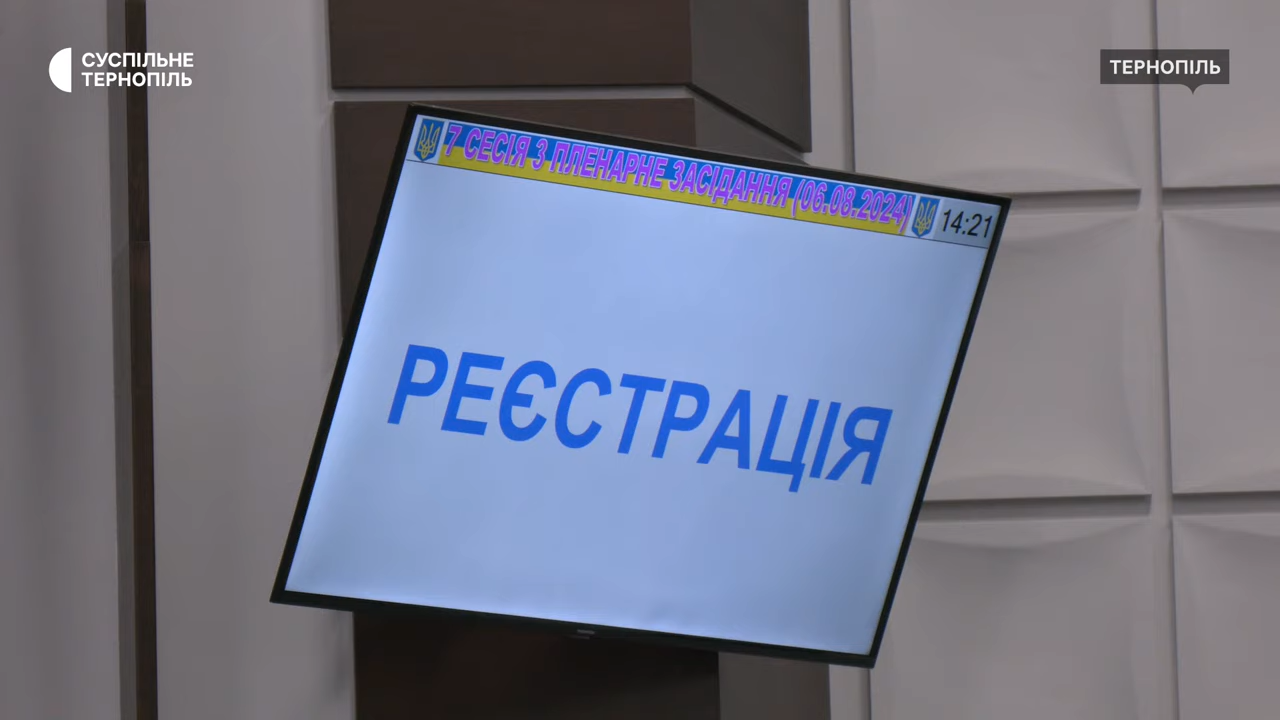 СУСПІЛЬНЕ
ТЕРНОПІЛЬ
ТЕРНОПІЛЬ
7 СЕСІЯ 3 ПЛЕНАРНЕ ЗАСІДАННЯ (06.08.2024)
14:21
РЕЄСТРАЦІЯ